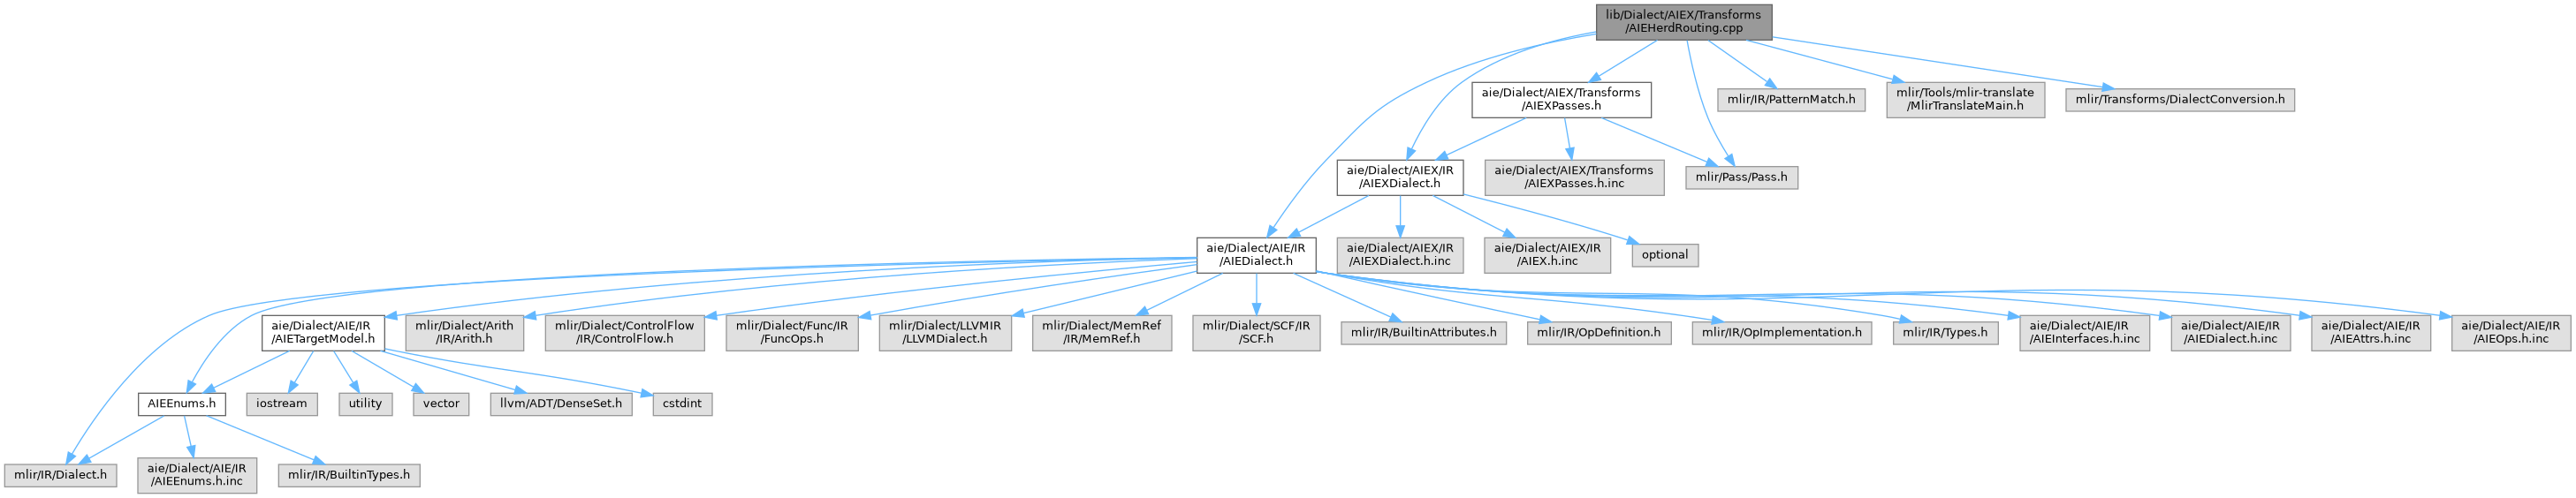 lib/Dialect/AIEX/Transforms
/AIEHerdRouting.cpp
aie/Dialect/AIEX/Transforms
/AIEXPasses.h
mlir/IR/PatternMatch.h
mlir/Tools/mlir-translate
/MlirTranslateMain.h
mlir/Transforms/DialectConversion.h
aie/Dialect/AIEX/IR
/AIEXDialect.h
aie/Dialect/AIEX/Transforms
/AIEXPasses.h.inc
mlir/Pass/Pass.h
aie/Dialect/AIE/IR
/AIEDialect.h
aie/Dialect/AIEX/IR
/AIEXDialect.h.inc
aie/Dialect/AIEX/IR
/AIEX.h.inc
optional
aie/Dialect/AIE/IR
/AIETargetModel.h
mlir/Dialect/Arith
/IR/Arith.h
mlir/Dialect/ControlFlow
/IR/ControlFlow.h
mlir/Dialect/Func/IR
/FuncOps.h
mlir/Dialect/LLVMIR
/LLVMDialect.h
mlir/Dialect/MemRef
/IR/MemRef.h
mlir/Dialect/SCF/IR
/SCF.h
mlir/IR/BuiltinAttributes.h
mlir/IR/OpDefinition.h
mlir/IR/OpImplementation.h
mlir/IR/Types.h
aie/Dialect/AIE/IR
/AIEInterfaces.h.inc
aie/Dialect/AIE/IR
/AIEDialect.h.inc
aie/Dialect/AIE/IR
/AIEAttrs.h.inc
aie/Dialect/AIE/IR
/AIEOps.h.inc
AIEEnums.h
iostream
utility
vector
llvm/ADT/DenseSet.h
cstdint
mlir/IR/Dialect.h
aie/Dialect/AIE/IR
/AIEEnums.h.inc
mlir/IR/BuiltinTypes.h